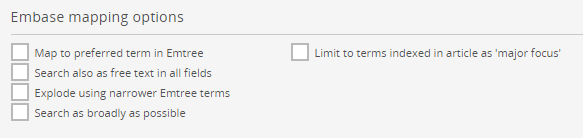 Embase mapping options
Map to preferred term in Emtree
Limit to terms indexed in article as 'major focus'
Search also as free text in all fields
Explode using narrower Emtree terms
Search as broadly as possible